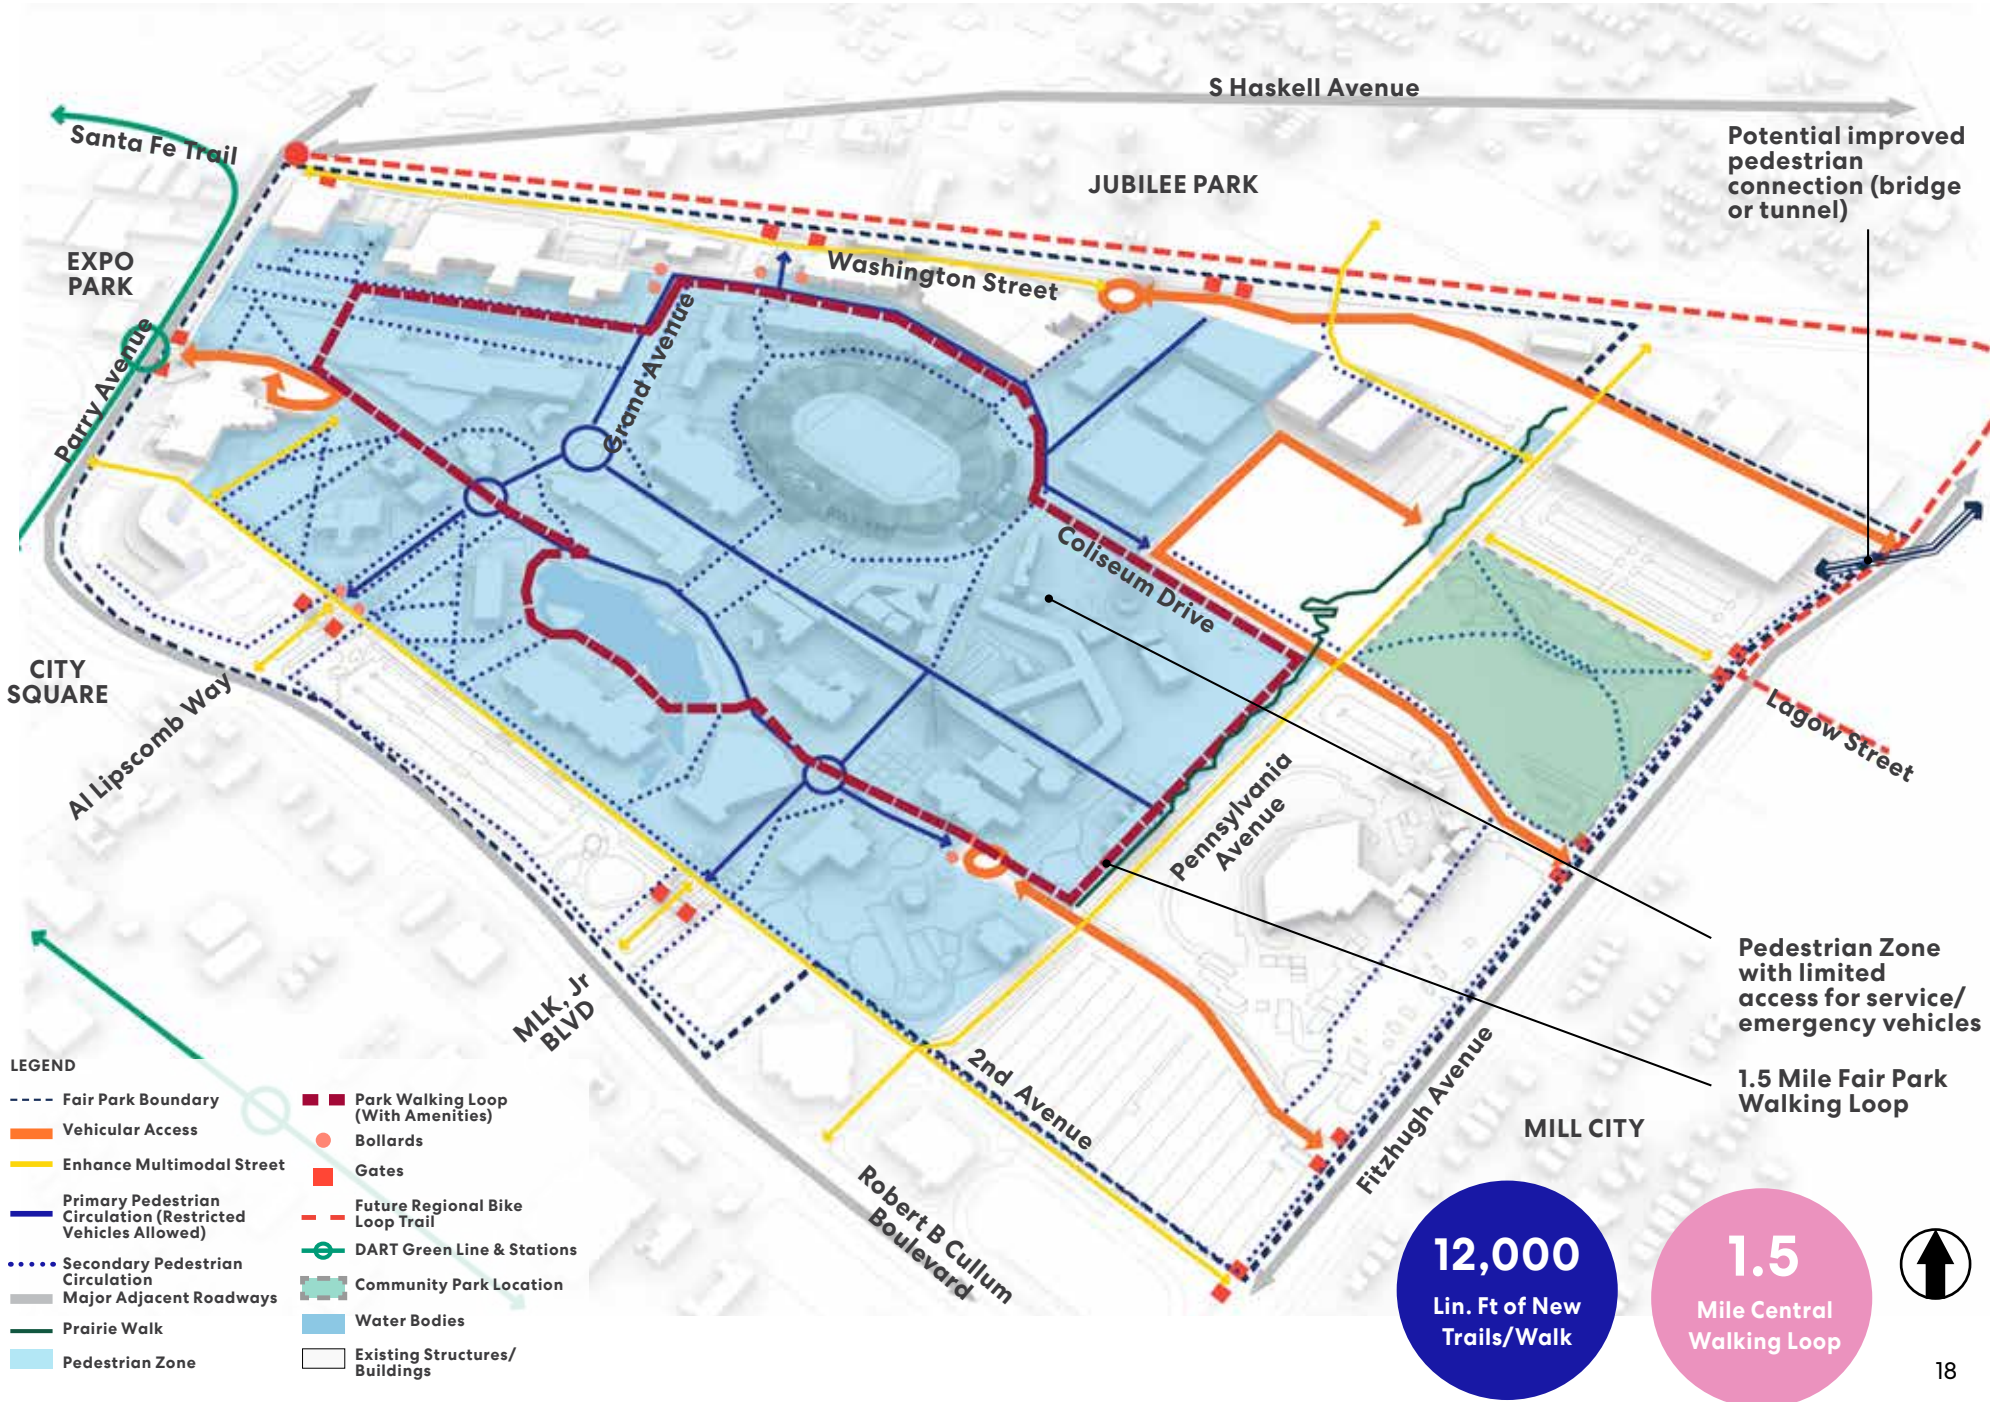 S Haskell Avenue
Santa Fe Trail
Potential improved
pedestrian
connection (bridge
or tunnel)
JUBILEE PARK
EXPO
PARK
Washington Street
Grand Avenue
Parry Avenue
Coliseum Drive
CITY
SQUARE
Al Lipscomb Way
Lagow Street
Pennsylvania
Avenue
Pedestrian Zone
with limited
access for service/
emergency vehicles
MLK, Jr
BLVD
2nd Avenue
Fitzhugh Avenue
1.5 Mile Fair Park
Walking Loop
MILL CITY
Robert B Cullum
Boulevard
LEGEND
Fair Park Boundary
Vehicular Access
Enhance Multimodal Street
Primary Pedestrian
Circulation (Restricted
Vehicles Allowed)
Secondary Pedestrian
Circulation
Major Adjacent Roadways
Prairie Walk
Pedestrian Zone
Park Walking Loop
(With Amenities)
Bollards
Gates
Future Regional Bike
Loop Trail
DART Green Line & Stations
Community Park Location
Water Bodies
Existing Structures/
Buildings
12,000
Lin. Ft of New
Trails/Walk
1.5
Mile Central
Walking Loop
18